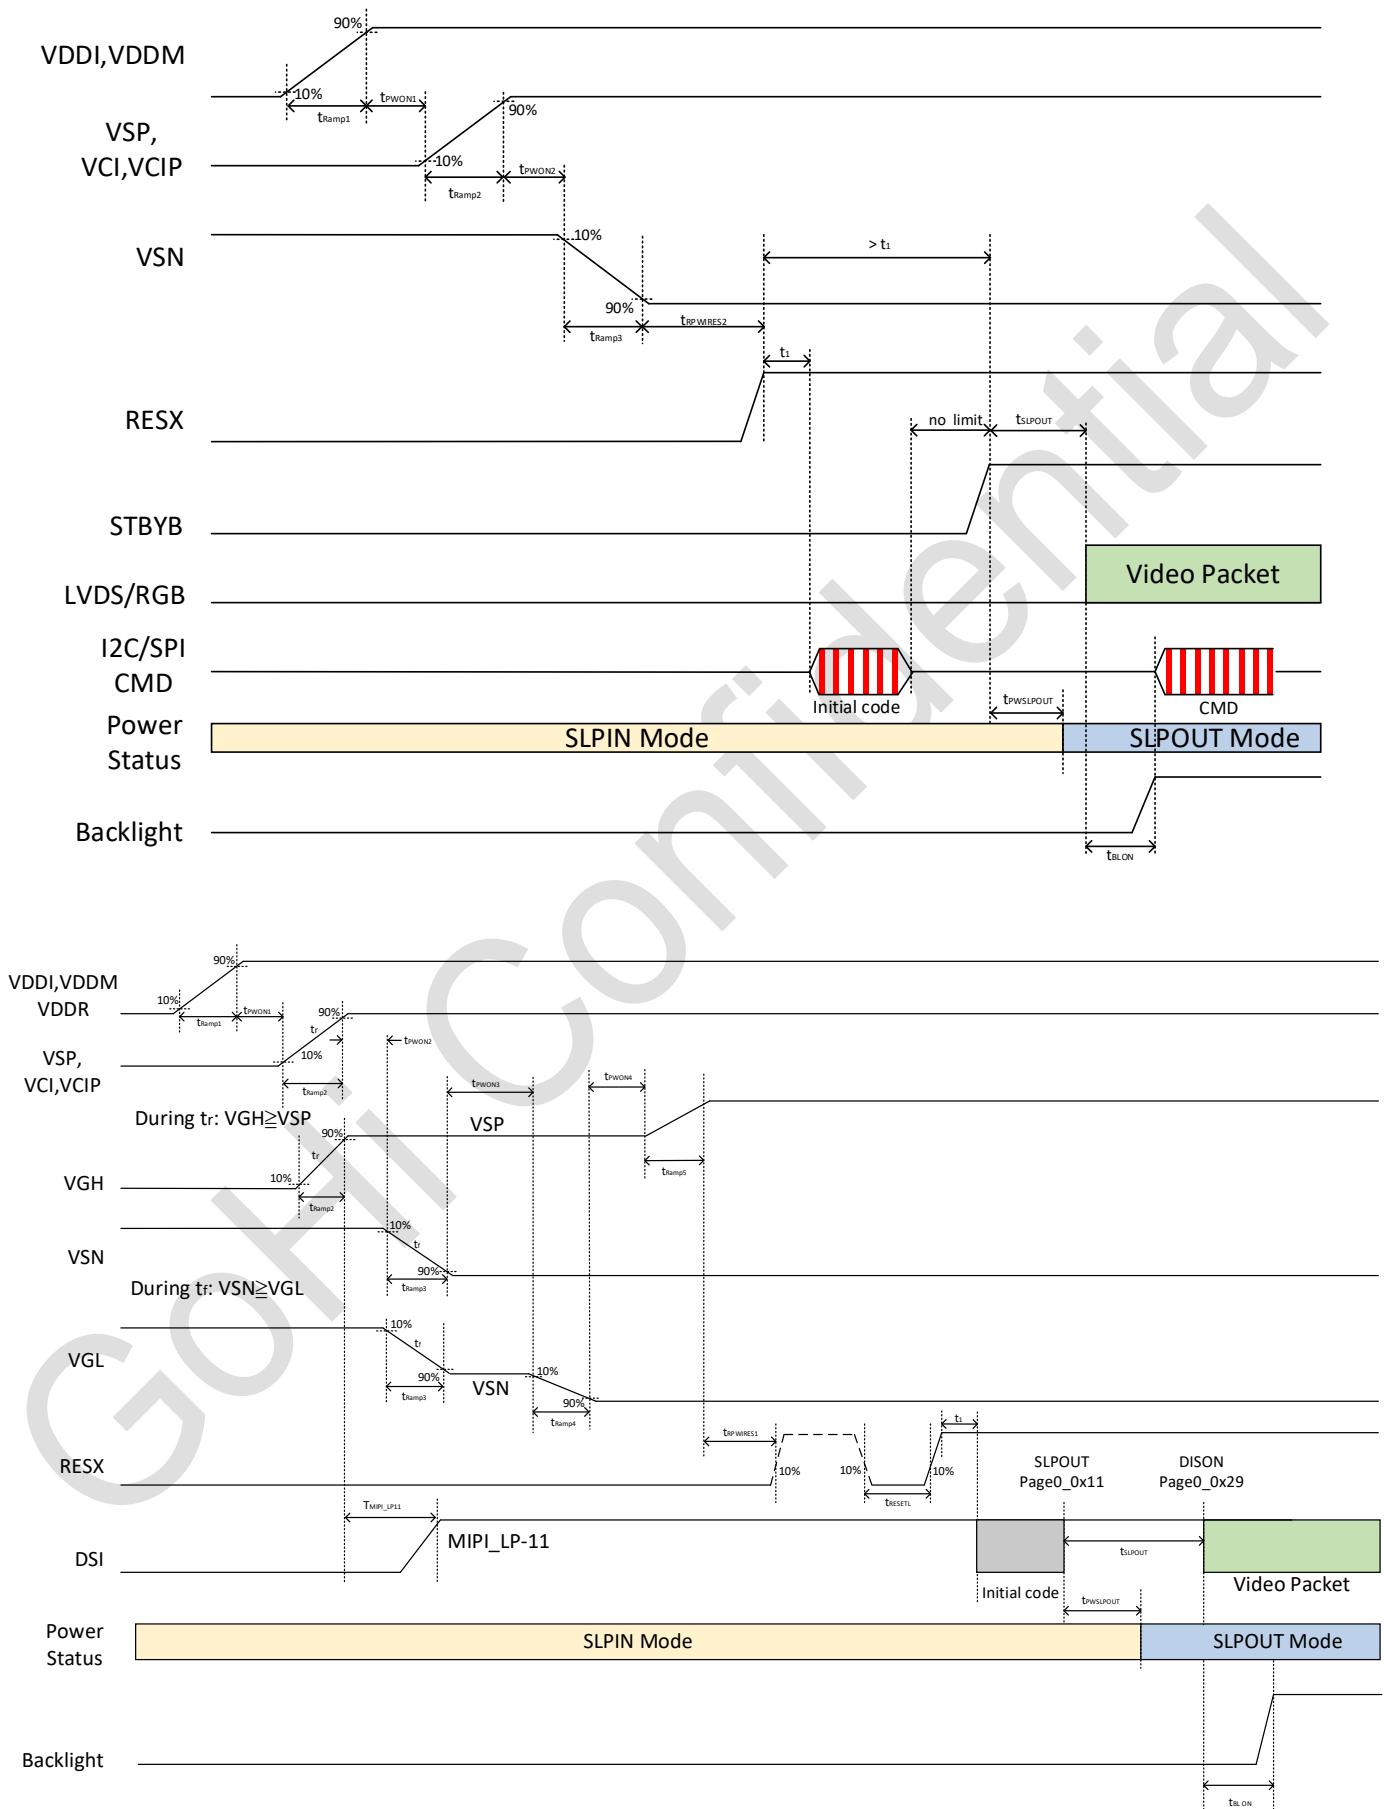 90%
VDDI,VDDM
10%
tRamp1
tPWON1
VSP,
VCI,VCIP
90%
10%
tRamp2
tPWON2
VSN
10%
90%
tRamp3
tRPWIRES2
> t1
t1
RESX
no limit
tSLPOUT
STBYB
LVDS/RGB
Video Packet
I2C/SPI
CMD
Initial code
tPWSLPOUT
CMD
Power
Status
SLPIN Mode
SLPOUT Mode
Backlight
tBLON
VDDI,VDDM
VDDR
90%
10%
tRamp1
tPWON1
VSP,
VCI,VCIP
90%
tr
10%
tRamp2
tPWON2
tPWON3
tPWON4
During tr: VGH≧VSP
90%
VSP
tr
10%
VGH
tRamp2
tRamp5
VSN
10%
tf
90%
tRamp3
During tf: VSN≧VGL
VGL
10%
tf
90%
tRamp3
VSN
10%
90%
tRamp4
tRPWIRES1
t1
RESX
10%
10%
10%
tRESETL
SLPOUT
Page0_0x11
DISON
Page0_0x29
TMIPI_LP11
DSI
MIPI_LP-11
Initial code
tSLPOUT
Video Packet
tPWSLPOUT
Power
Status
SLPIN Mode
SLPOUT Mode
Backlight
tBLON
GoHi Confidential